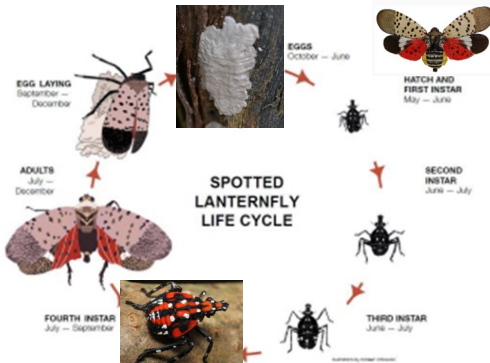 EGGS
October — June
HATCH AND
FIRST INSTAR
May — June
SECOND
INSTAR
June — July
THIRD INSTAR
June — July
FOURTH INSTAR
July — September
ADULTS
July —
December
EGG LAYING
September —
December
SPOTTED
LANTERNFLY
LIFE CYCLE